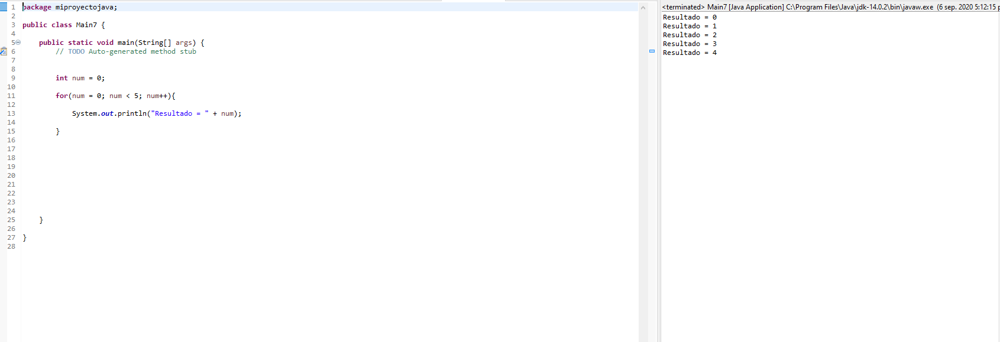 1 package miproyectojava;
2
3 public class Main7 {
4
5 public static void main(String[] args) {
6 // TODO Auto-generated method stub
7
8
9 int num = 0;
10
11 for(num = 0; num < 5; num++){
12
13 System.out.println("Resultado = " + num);
14
15 }
16
17
18
19
20
21
22
23
24
25 }
26
27 }
28
<terminated> Main7 [Java Application] C:\Program Files\Java\jdk-14.0.2\bin\javaw.exe (6 sep. 2020 5:12:15 p
Resultado = 0
Resultado = 1
Resultado = 2
Resultado = 3
Resultado = 4